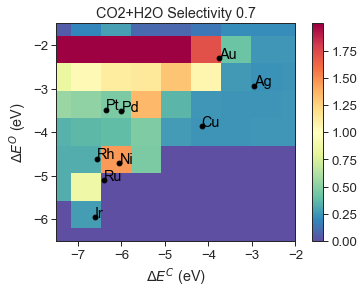 CO2+H2O Selectivity 0.7
−2
−3
−4
−5
−6
ΔE^O (eV)
Au
Ag
Pt
Pd
Cu
Rh
Ni
Ru
Ir
−7
−6
−5
−4
−3
−2
ΔE^C (eV)
1.75
1.50
1.25
1.00
0.75
0.50
0.25
0.00